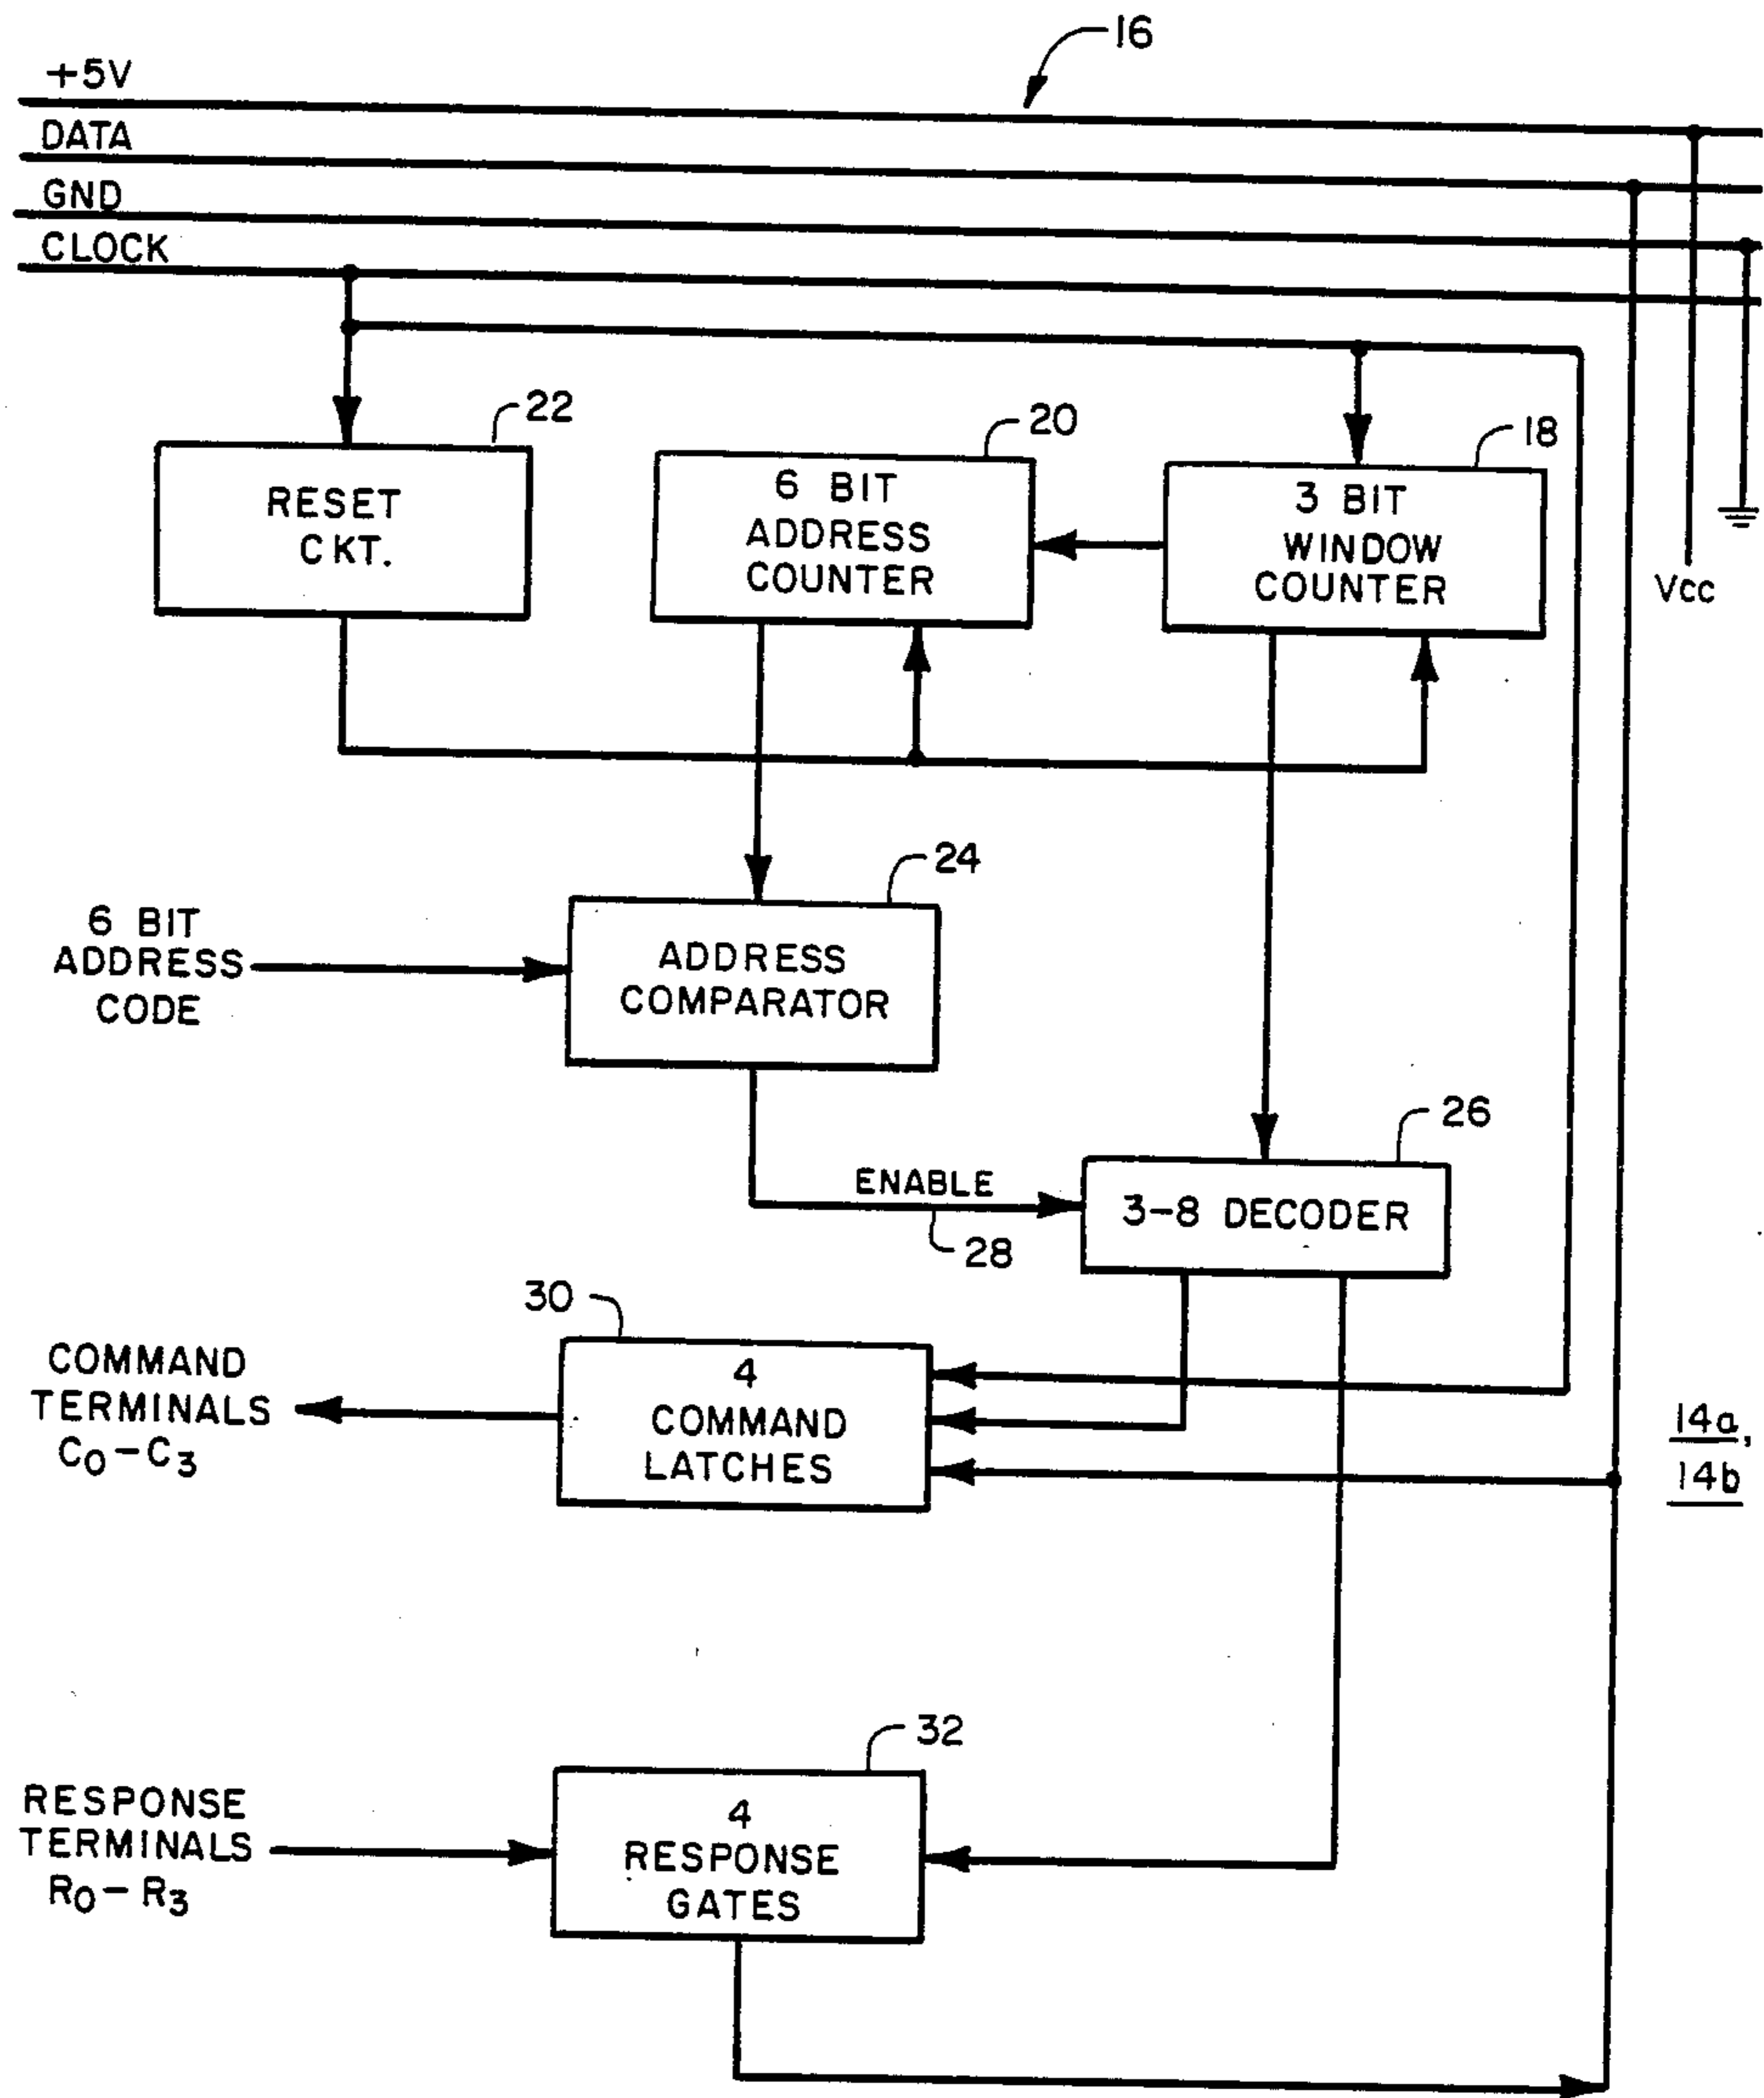 16
+5V
DATA
GND
CLOCK
22
20
18
RESET
CKT.
6 BIT
ADDRESS
COUNTER
3 BIT
WINDOW
COUNTER
Vcc
24
6 BIT
ADDRESS
CODE
ADDRESS
COMPARATOR
26
ENABLE
28
3-8 DECODER
30
COMMAND
TERMINALS
C0-C3
4
COMMAND
LATCHES
14a,
14b
32
RESPONSE
TERMINALS
R0-R3
4
RESPONSE
GATES